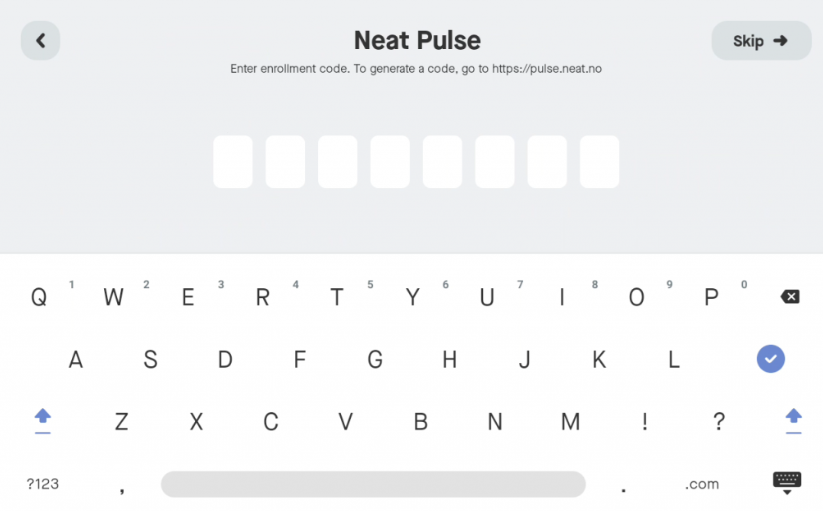 Neat Pulse
Skip
Enter enrollment code. To generate a code, go to https://pulse.neat.no
Q 1 W 2 E 3 R 4 T 5 Y 6 U 7 I 8 O 9 P 0
A S D F G H J K L
Z X C V B N M ! ?
?123 , . .com